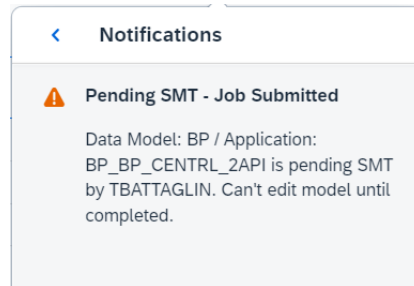 Notifications
Pending SMT - Job Submitted
Data Model: BP / Application:
BP_BP_CENTRL_2API is pending SMT
by TBATTAGLIN. Can't edit model until
completed.